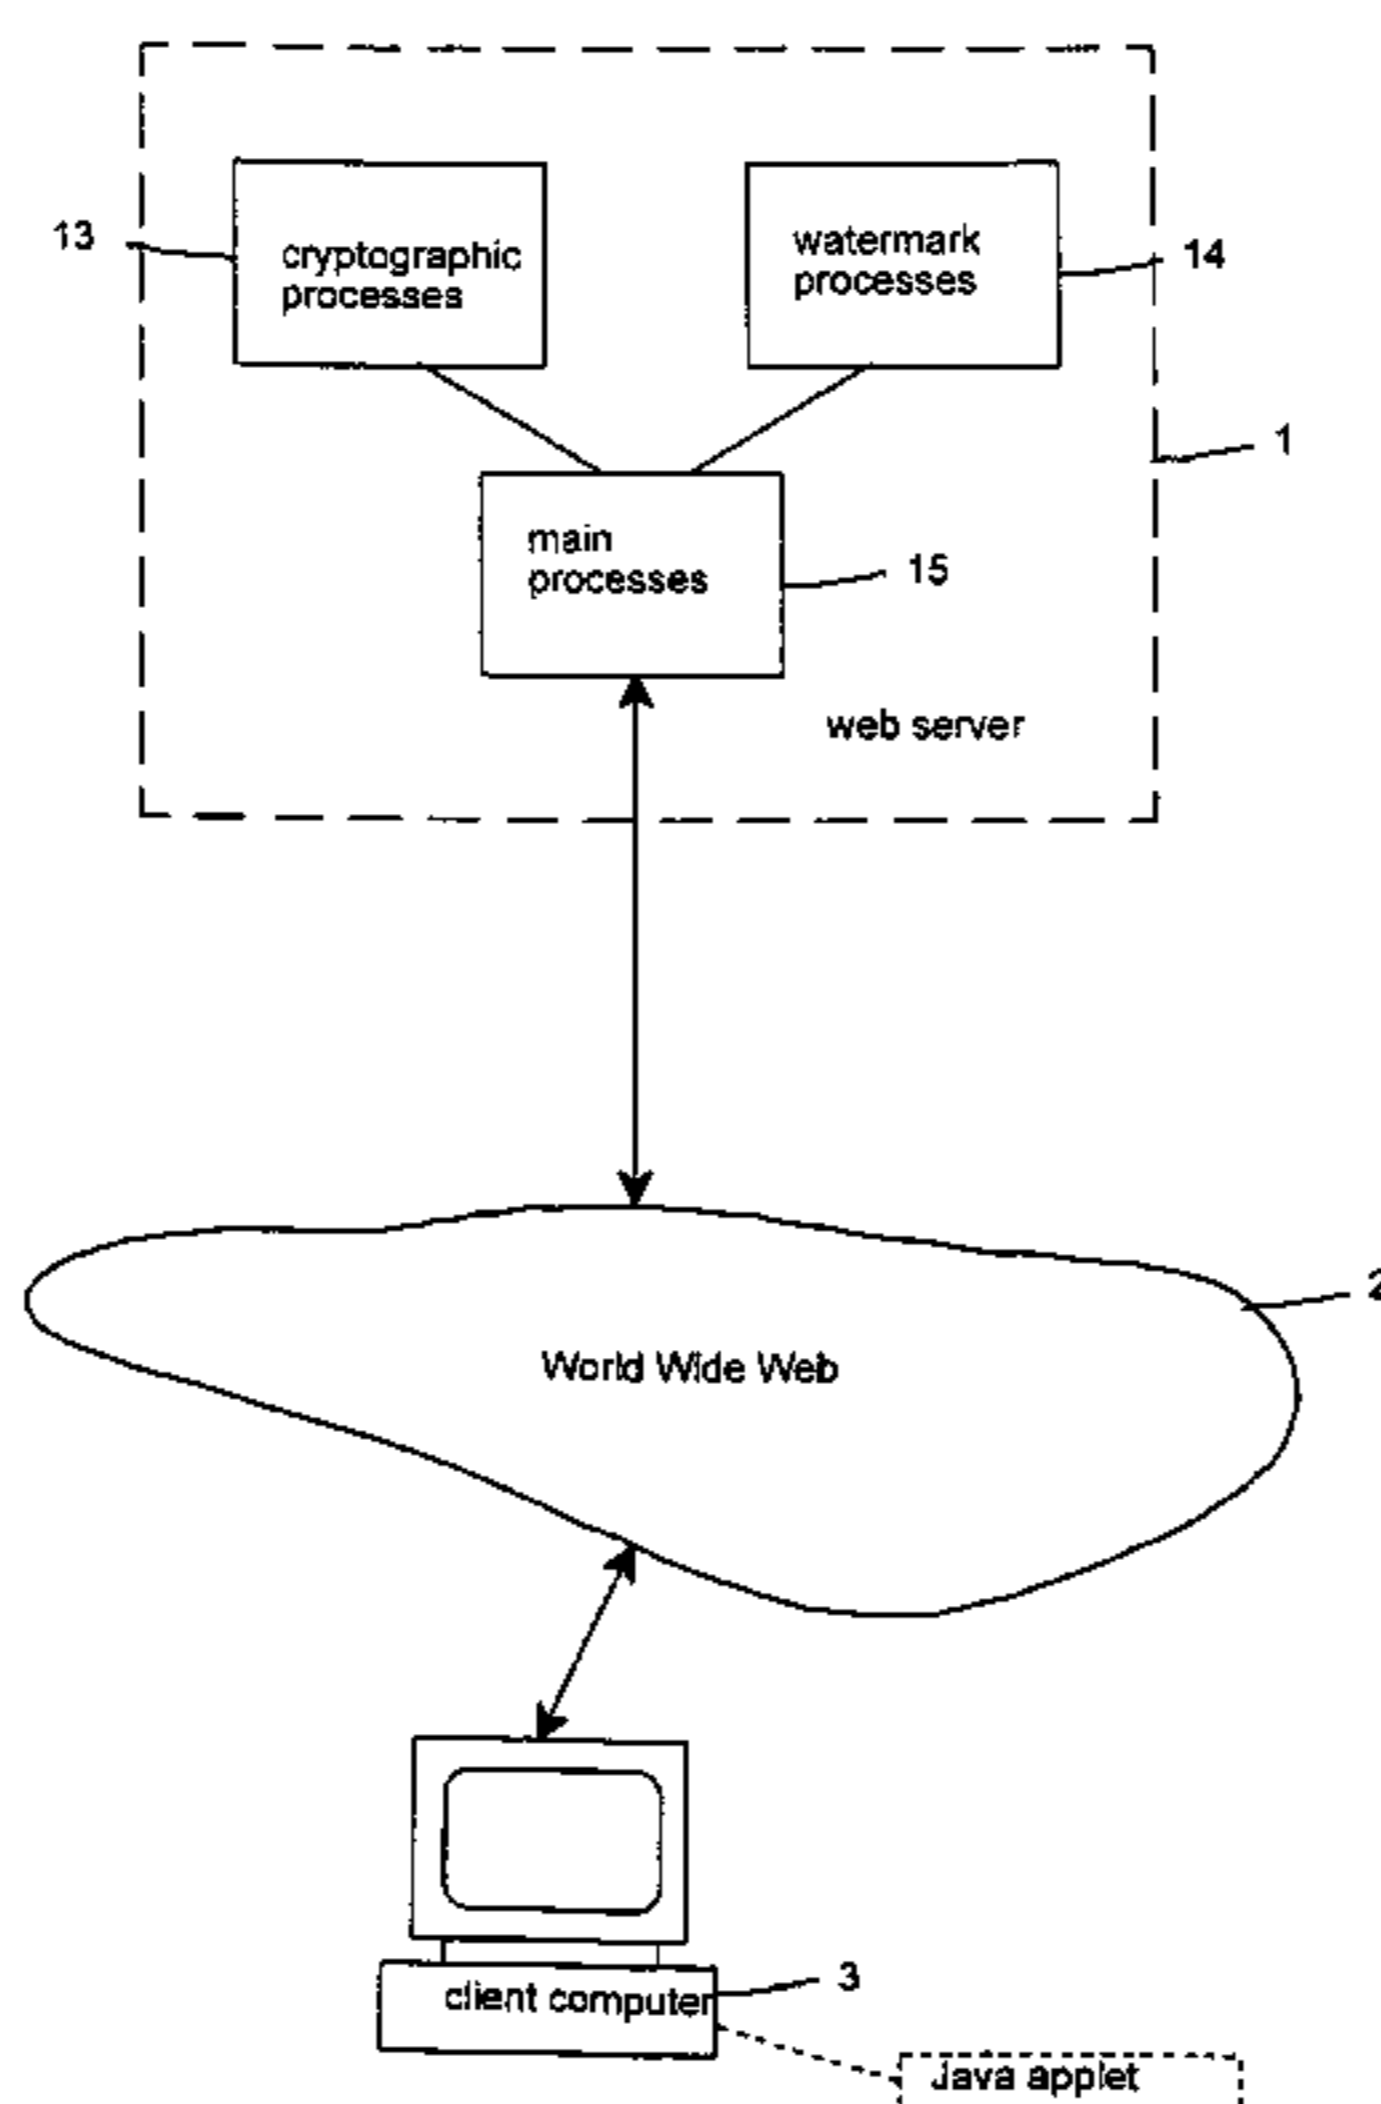 13
cryptographic
processes
watermark
processes
14
1
main
processes
15
web server
2
World Wide Web
client computer
3
Java applet